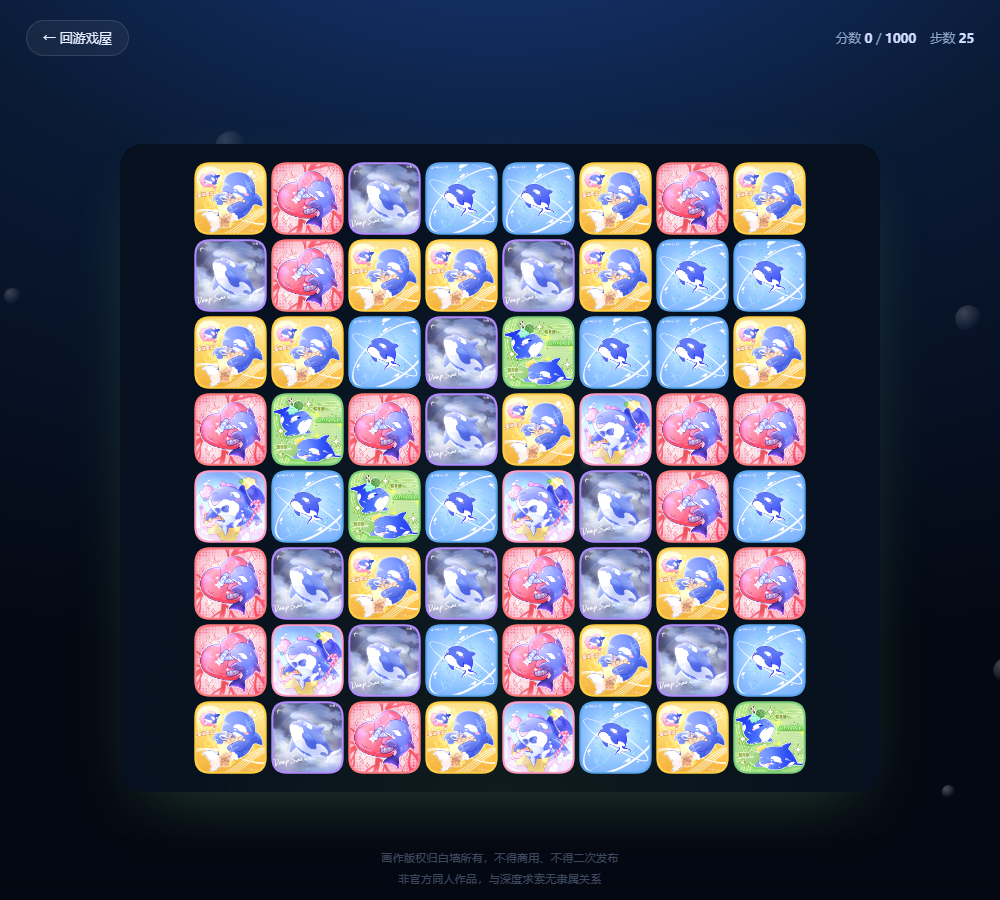 ← 回游戏屋
分数 0 / 1000 步数 25
画作版权归白墙所有，不得商用、不得二次发布
非官方同人作品，与深度求索无隶属关系